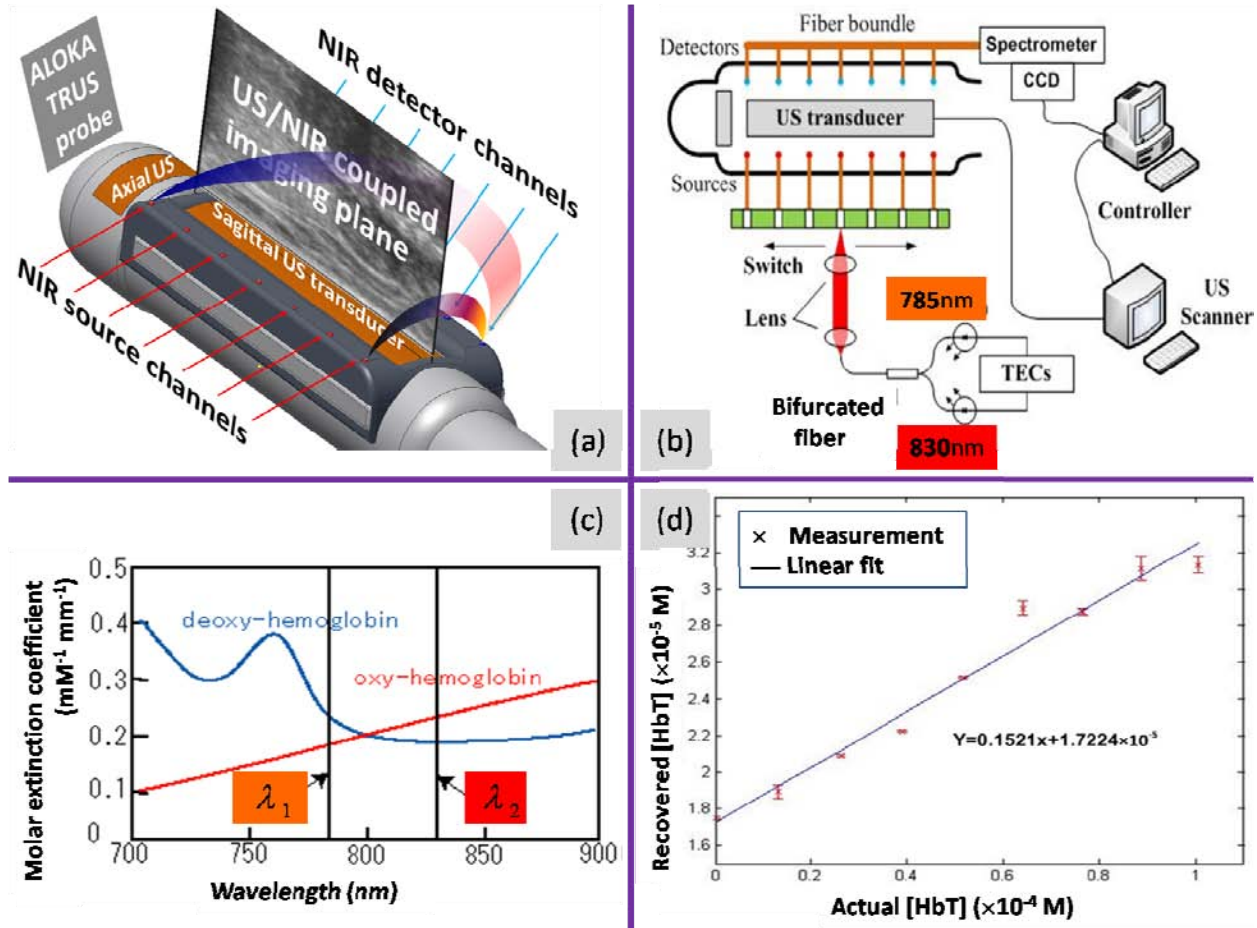 ALOKA
TRUS
probe
NIR detector channels
US/NIR coupled
imaging plane
Axial US
Sagittal US transducer
NIR source channels
(a)
(b)
Fiber boundle
Detectors
Spectrometer
CCD
US transducer
Sources
Controller
Switch
Lens
785nm
US
Scanner
TECs
Bifurcated
fiber
830nm
(c)
Molar extinction coefficient
(mM⁻¹ mm⁻¹)
0.5
0.4
0.3
0.2
0.1
0
deoxy-hemoglobin
oxy-hemoglobin
λ₁
λ₂
700
750
800
850
900
Wavelength (nm)
(d)
Measurement
Linear fit
Recovered [HbT] (×10⁻⁵ M)
3.2
3
2.8
2.6
2.4
2.2
2
1.8
1.6
Y=0.1521x+1.7224×10⁻⁵
0
0.2
0.4
0.6
0.8
1
Actual [HbT] (×10⁻⁴ M)